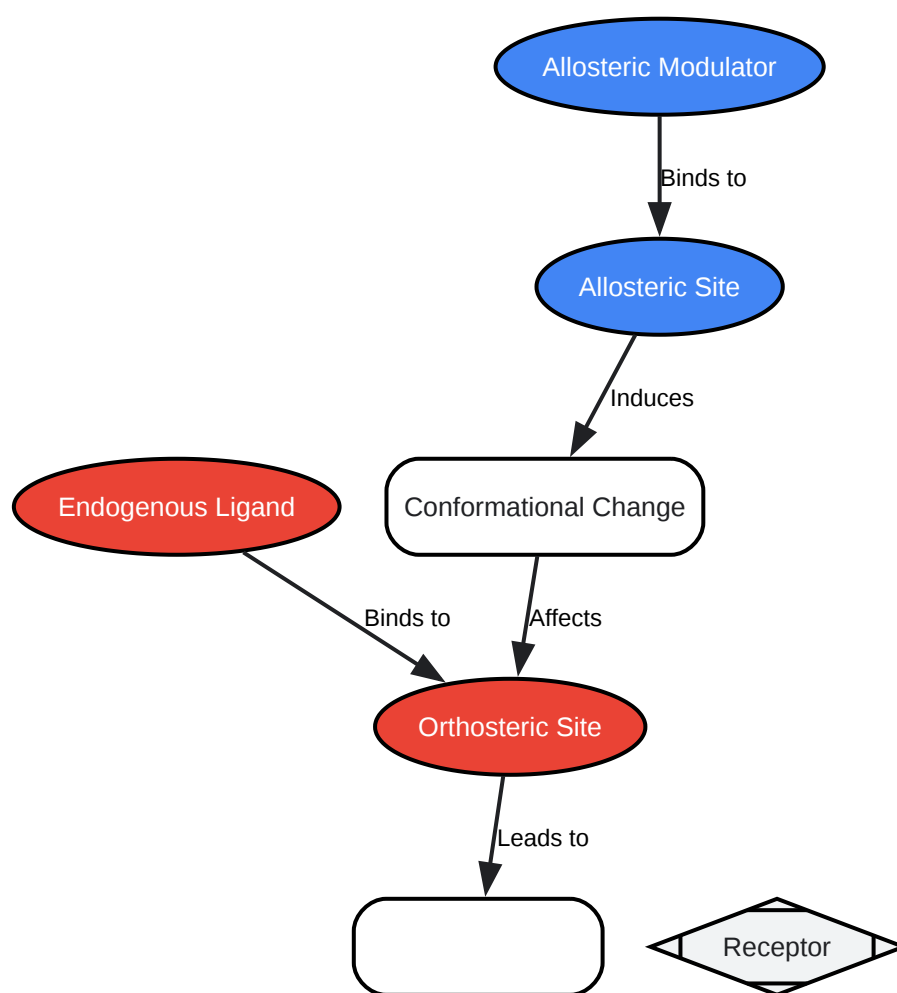 Allosteric Modulator
Binds to
Allosteric Site
Induces
Endogenous Ligand
Conformational Change
Binds to
Affects
Orthosteric Site
Leads to
Receptor